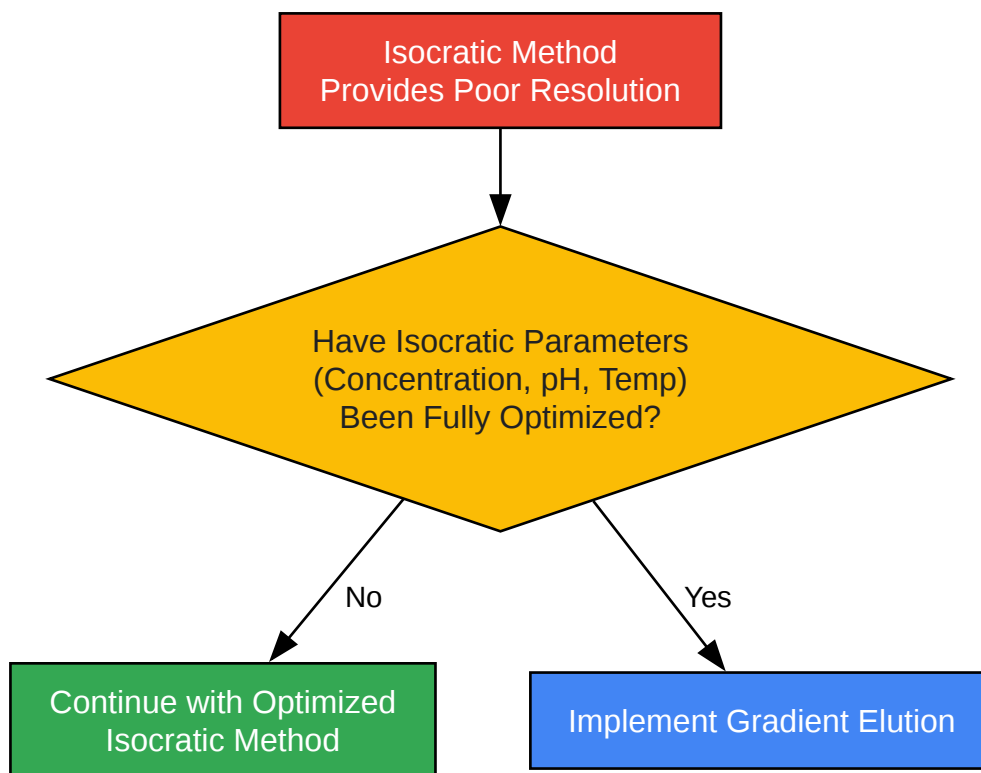 Isocratic Method
Provides Poor Resolution
Have Isocratic Parameters
(Concentration, pH, Temp)
Been Fully Optimized?
No
Yes
Continue with Optimized
Isocratic Method
Implement Gradient Elution